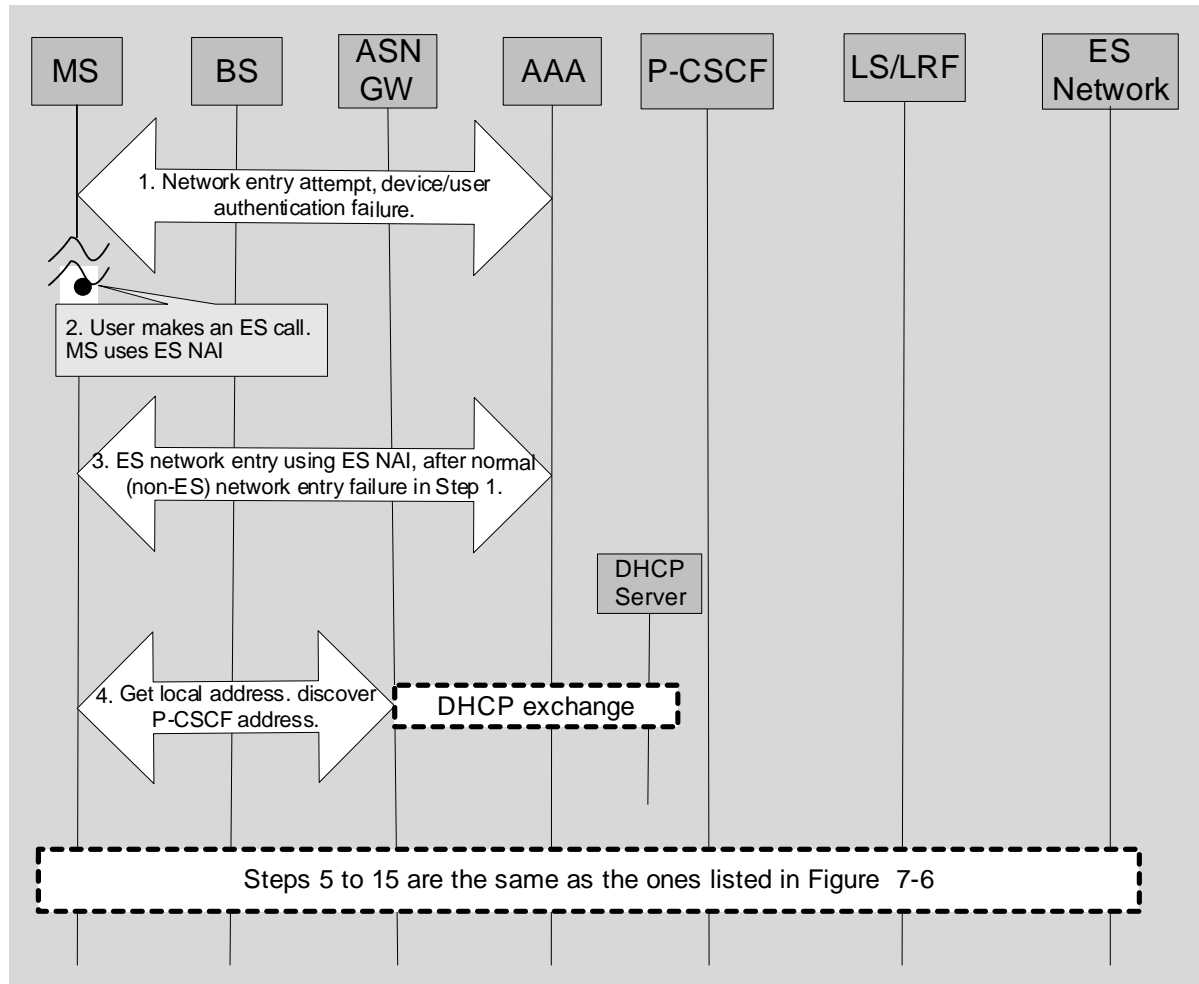 MS
BS
ASN
GW
AAA
P-CSCF
LS/LRF
ES
Network
1. Network entry attempt, device/user
authentication failure.
2. User makes an ES call.
MS uses ES NAI
3. ES network entry using ES NAI, after normal
(non-ES) network entry failure in Step 1.
DHCP
Server
4. Get local address. discover
P-CSCF address.
DHCP exchange
Steps 5 to 15 are the same as the ones listed in Figure 7-6